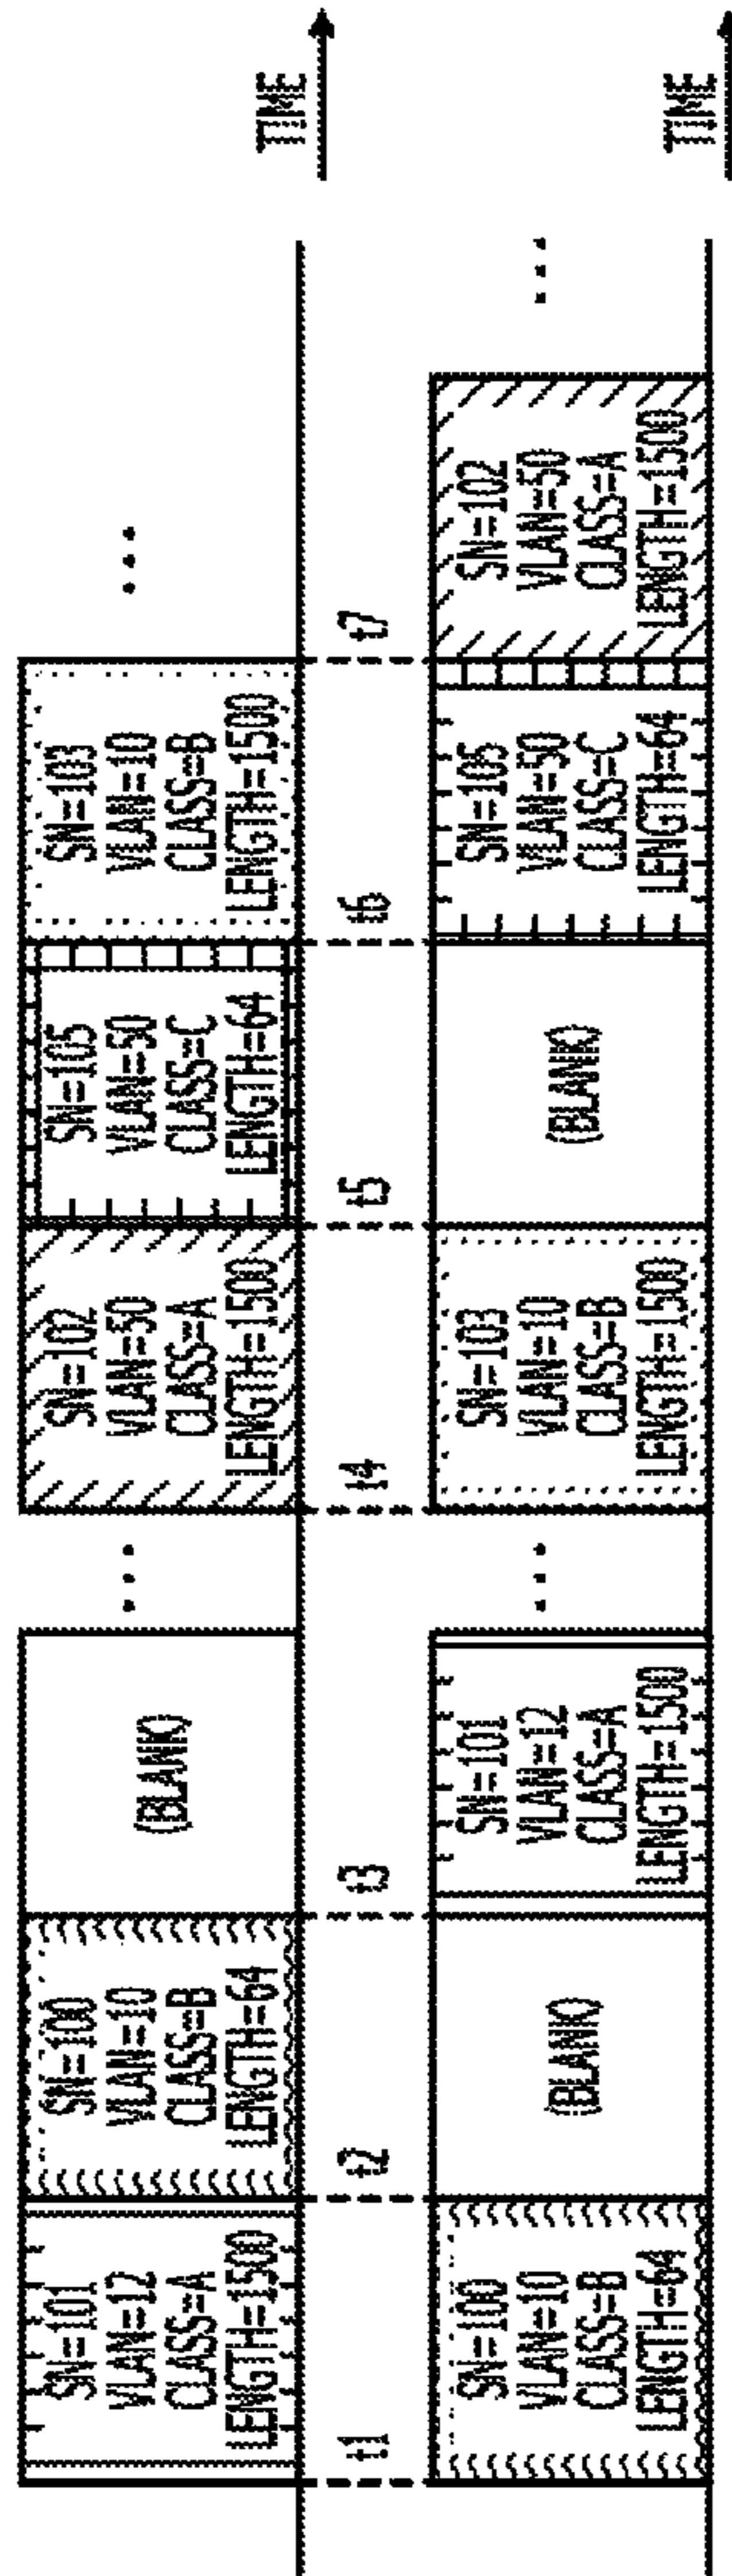 SN=101
VLAN=12
CLASS=A
LENGTH=1500
SN=100
VLAN=10
CLASS=B
LENGTH=64
(BLANK)
...
SN=102
VLAN=50
CLASS=A
LENGTH=1500
SN=105
VLAN=50
CLASS=C
LENGTH=64
SN=103
VLAN=10
CLASS=B
LENGTH=1500
...
TIME
t1
t2
t3
t4
t5
t6
t7
SN=100
VLAN=10
CLASS=B
LENGTH=64
(BLANK)
SN=101
VLAN=12
CLASS=A
LENGTH=1500
...
SN=103
VLAN=10
CLASS=B
LENGTH=1500
(BLANK)
SN=105
VLAN=50
CLASS=C
LENGTH=64
SN=102
VLAN=50
CLASS=A
LENGTH=1500
...
TIME